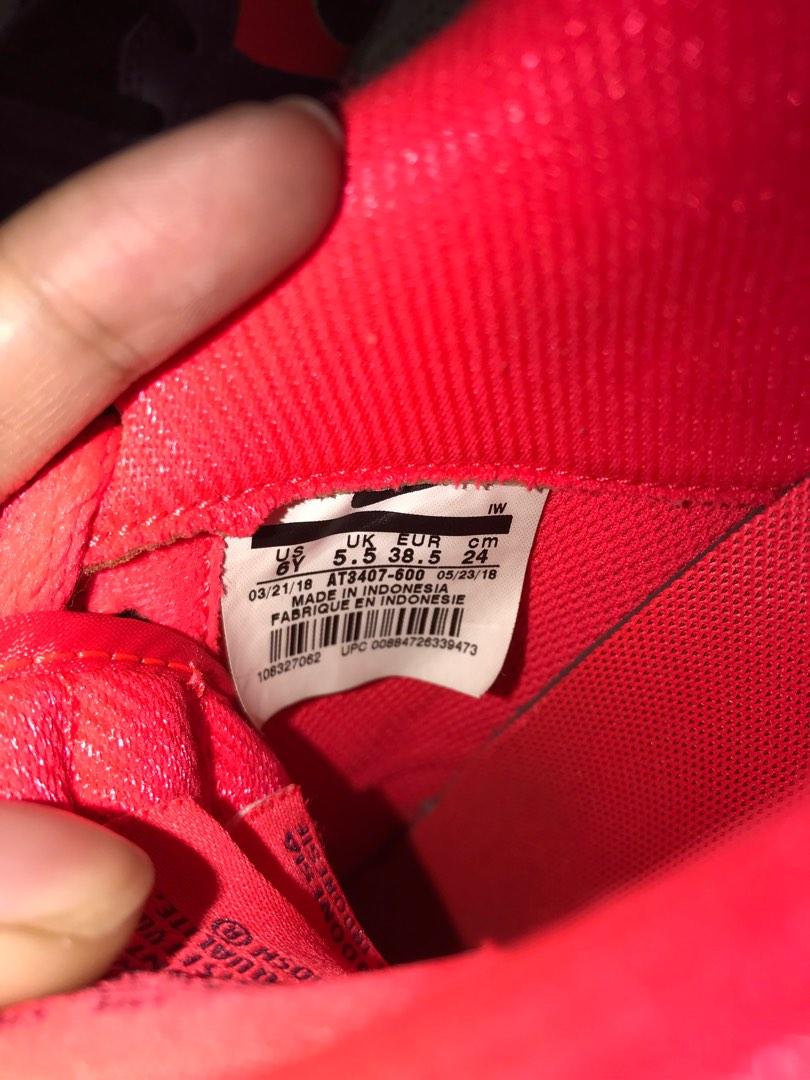 IW
US UK EUR cm
6Y 5.5 38.5 24
03/21/18 AT3407-600 05/23/18
MADE IN INDONESIA
FABRIQUE EN INDONESIE
108327062 UPC 00884726339473